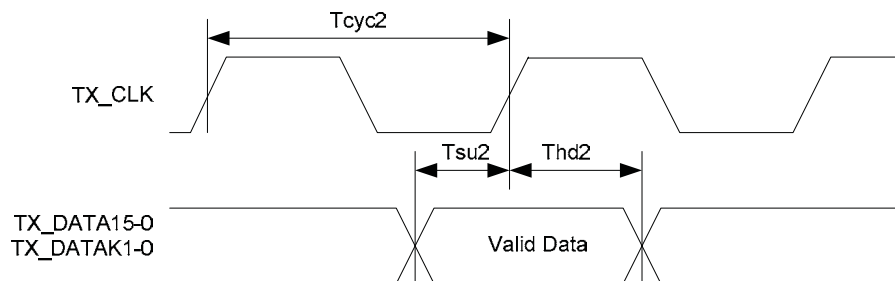 Tcyc2
TX_CLK
Tsu2
Thd2
TX_DATA15-0
TX_DATAK1-0
Valid Data